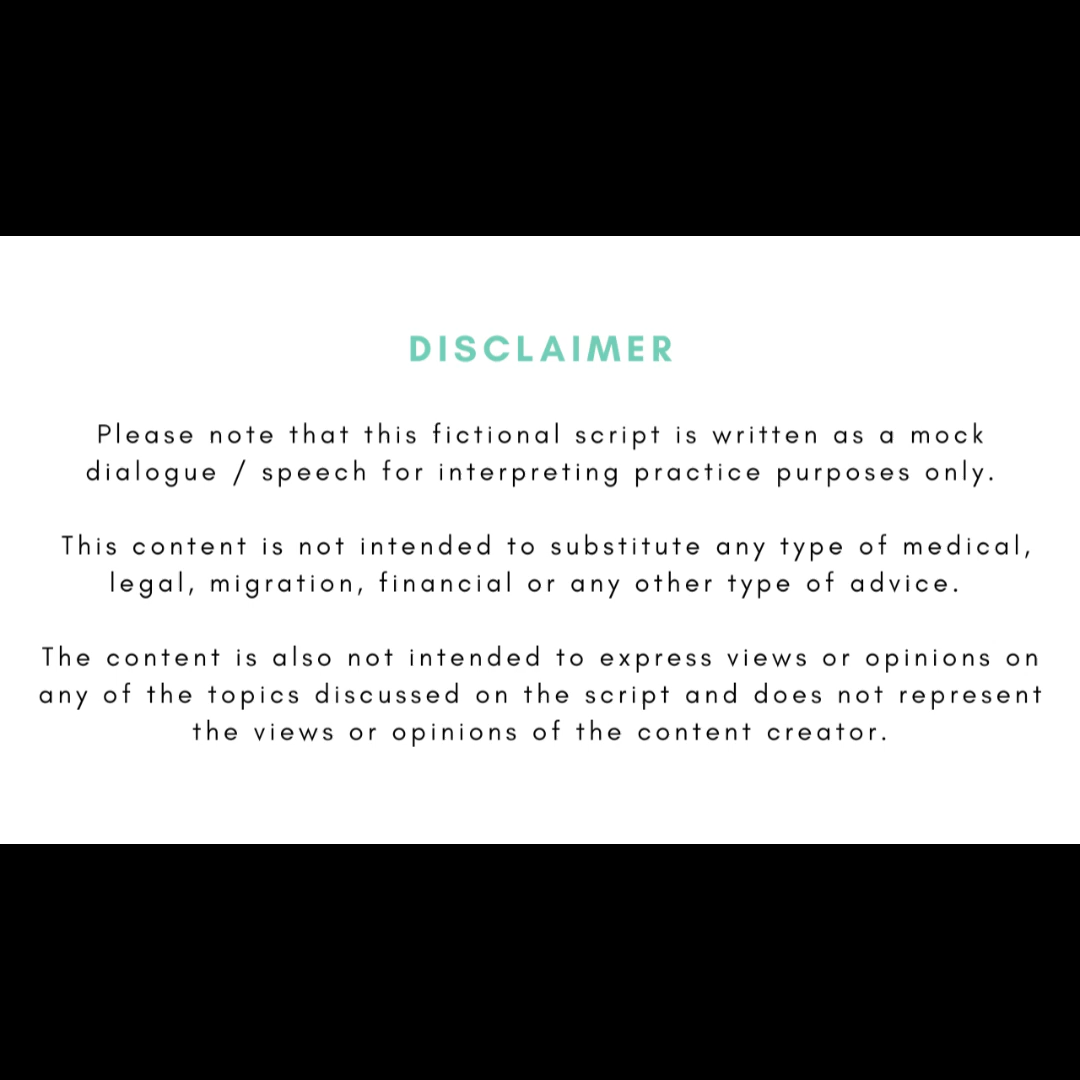 DISCLAIMER
Please note that this fictional script is written as a mock
dialogue / speech for interpreting practice purposes only.
This content is not intended to substitute any type of medical,
legal, migration, financial or any other type of advice.
The content is also not intended to express views or opinions on
any of the topics discussed on the script and does not represent
the views or opinions of the content creator.